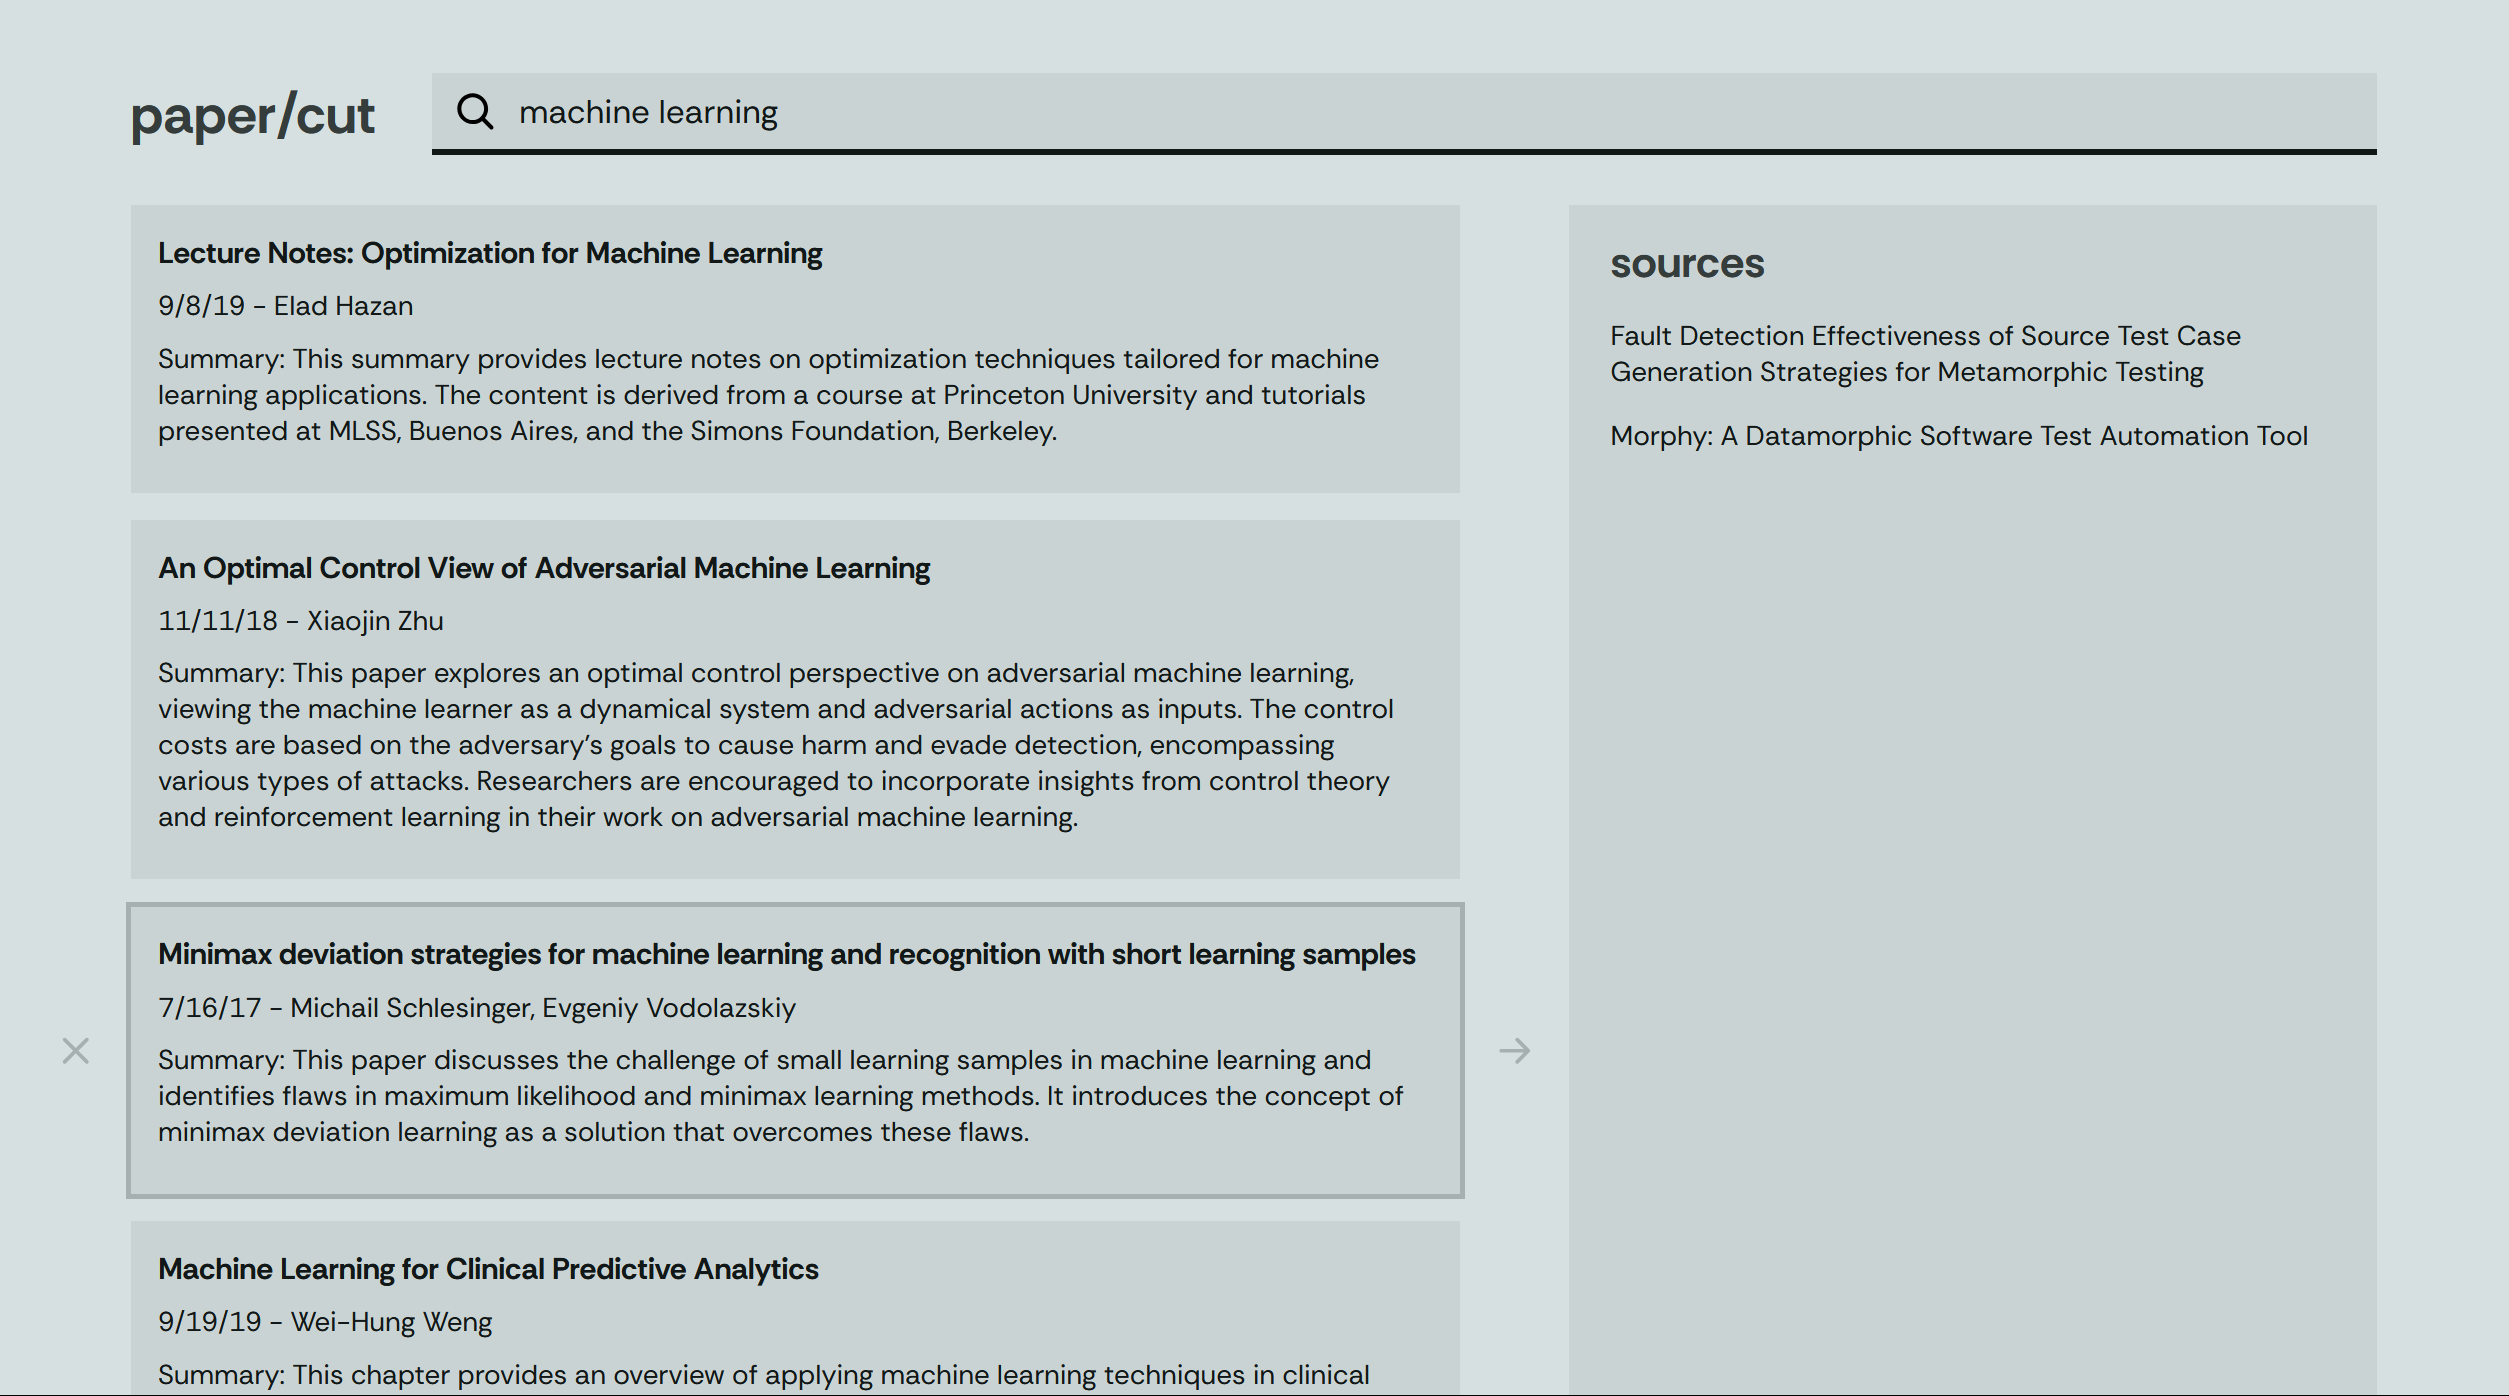 paper/cut
machine learning
Lecture Notes: Optimization for Machine Learning
9/8/19 - Elad Hazan
Summary: This summary provides lecture notes on optimization techniques tailored for machine
learning applications. The content is derived from a course at Princeton University and tutorials
presented at MLSS, Buenos Aires, and the Simons Foundation, Berkeley.
An Optimal Control View of Adversarial Machine Learning
11/11/18 - Xiaojin Zhu
Summary: This paper explores an optimal control perspective on adversarial machine learning,
viewing the machine learner as a dynamical system and adversarial actions as inputs. The control
costs are based on the adversary's goals to cause harm and evade detection, encompassing
various types of attacks. Researchers are encouraged to incorporate insights from control theory
and reinforcement learning in their work on adversarial machine learning.
Minimax deviation strategies for machine learning and recognition with short learning samples
7/16/17 - Michail Schlesinger, Evgeniy Vodolazskiy
Summary: This paper discusses the challenge of small learning samples in machine learning and
identifies flaws in maximum likelihood and minimax learning methods. It introduces the concept of
minimax deviation learning as a solution that overcomes these flaws.
Machine Learning for Clinical Predictive Analytics
9/19/19 - Wei-Hung Weng
Summary: This chapter provides an overview of applying machine learning techniques in clinical
sources
Fault Detection Effectiveness of Source Test Case
Generation Strategies for Metamorphic Testing
Morphy: A Datamorphic Software Test Automation Tool